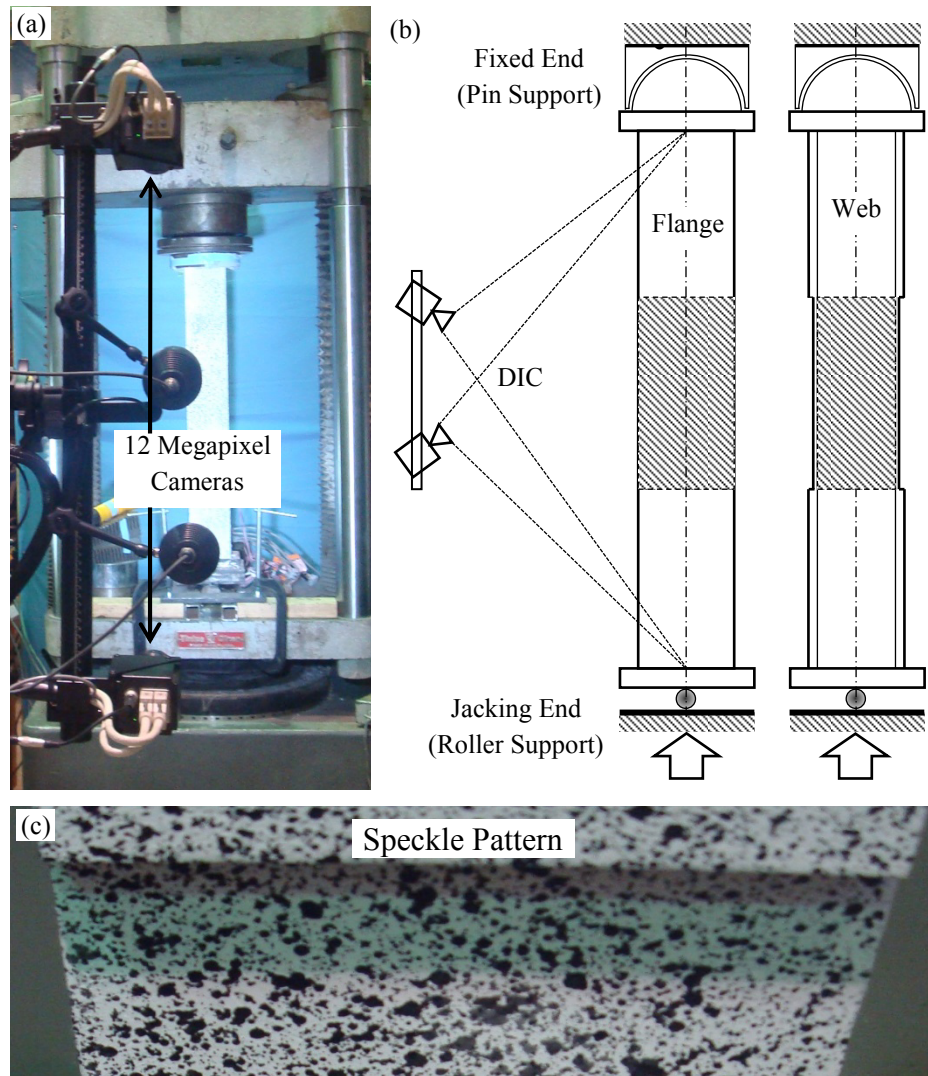 (a)
12 Megapixel
Cameras
(b)
Fixed End
(Pin Support)
Flange
Web
DIC
Jacking End
(Roller Support)
(c)
Speckle Pattern